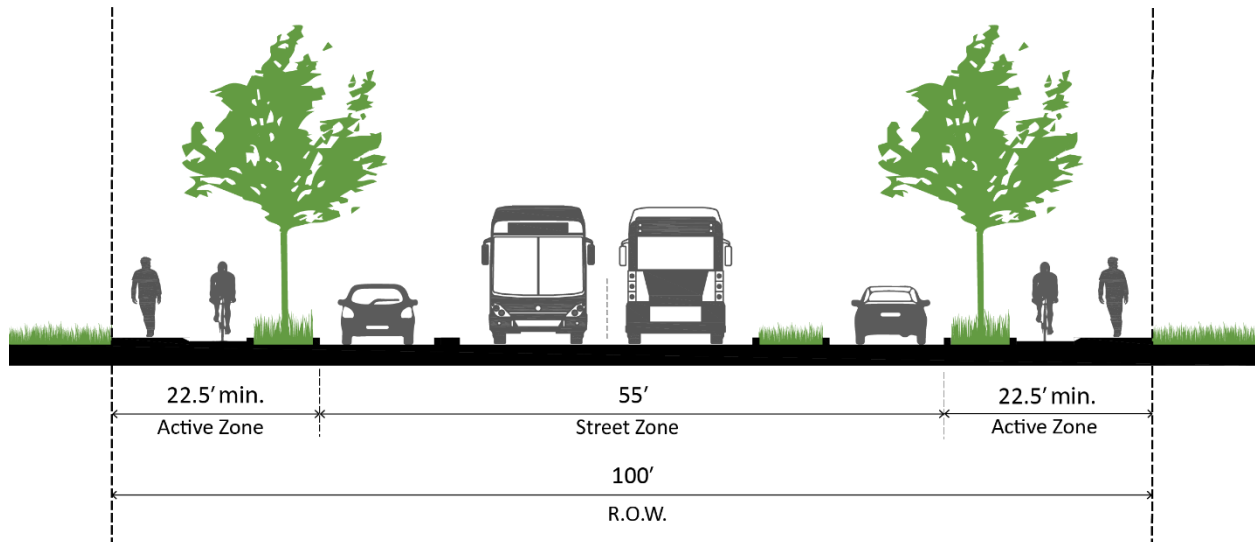 22.5' min.
55'
22.5' min.
Active Zone
Street Zone
Active Zone
100'
R.O.W.